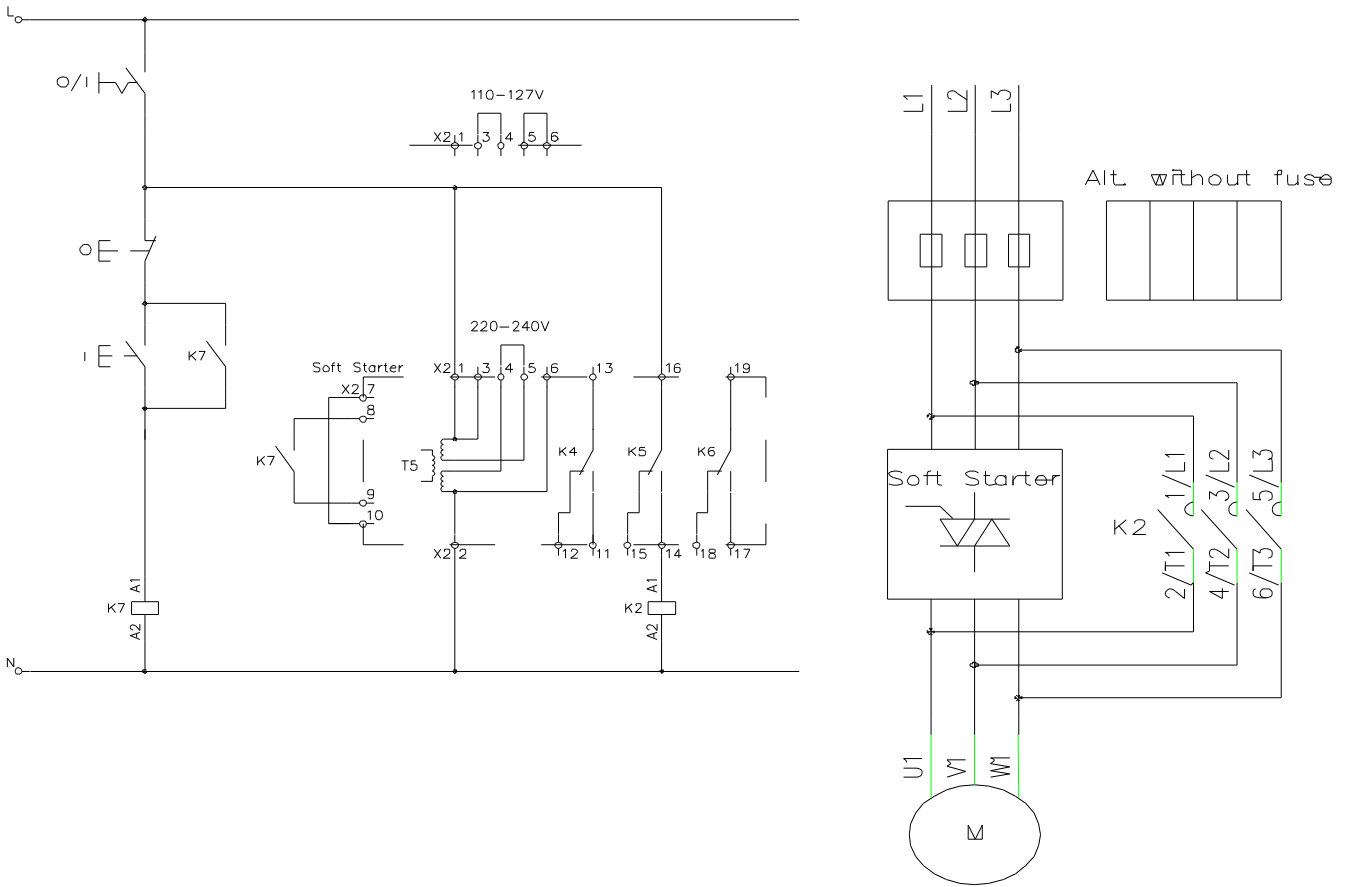 L
O/I
110-127V
X2 1 3 4 5 6
O
I
K7
220-240V
Soft Starter
X2 1 3 4 5 6 13 16 19
X2 7
8
K7
T5
K4
K5
K6
9
10
X2 2
12 11 15 14 18 17
A1
K7
A2
A1
K2
A2
N
L1
L2
L3
Alt. without fuse
Soft Starter
K2
1/L1
3/L2
5/L3
2/T1
4/T2
6/T3
U1
V1
W1
M